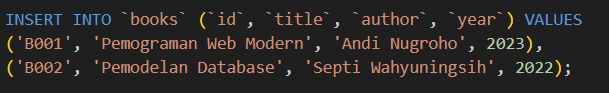 INSERT INTO `books` (`id`, `title`, `author`, `year`) VALUES
('B001', 'Pemograman Web Modern', 'Andi Nugroho', 2023),
('B002', 'Pemodelan Database', 'Septi Wahyuningsih', 2022);